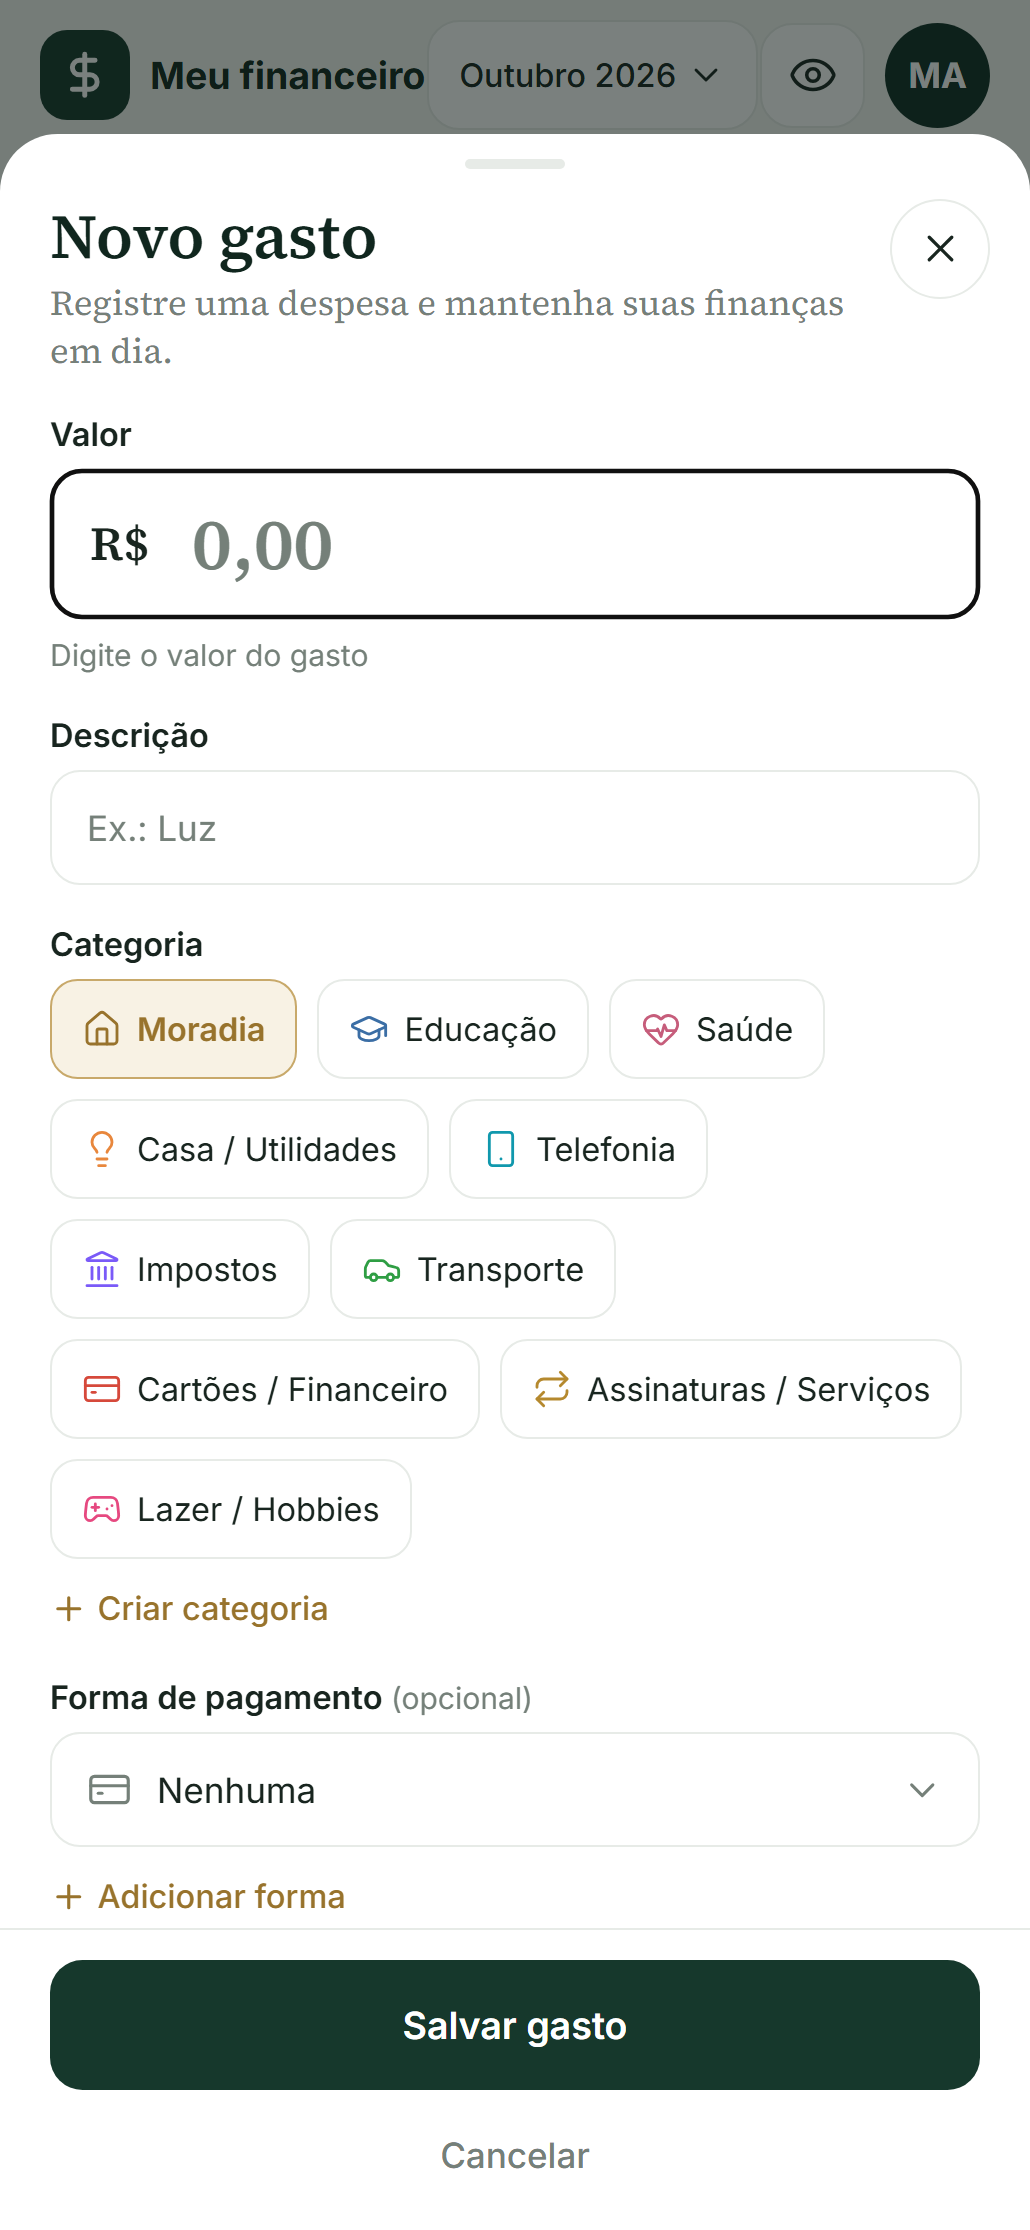 Meu financeiro
Outubro 2026
MA
Novo gasto
Registre uma despesa e mantenha suas finanças
em dia.
Valor
R$ 0,00
Digite o valor do gasto
Descrição
Ex.: Luz
Categoria
Moradia
Educação
Saúde
Casa / Utilidades
Telefonia
Impostos
Transporte
Cartões / Financeiro
Assinaturas / Serviços
Lazer / Hobbies
+ Criar categoria
Forma de pagamento (opcional)
Nenhuma
+ Adicionar forma
Salvar gasto
Cancelar